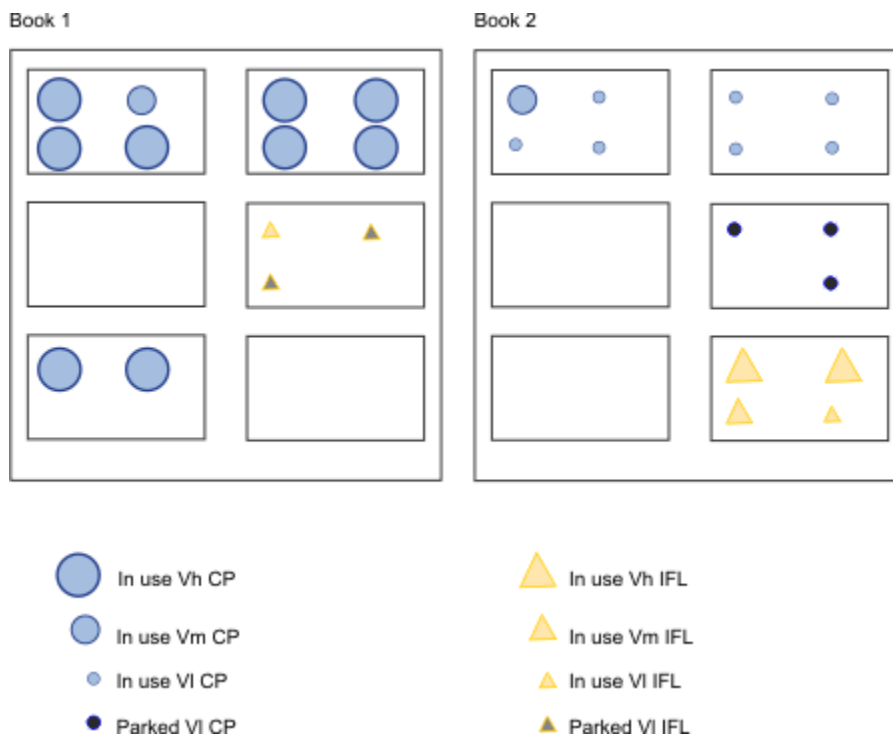 Book 1
Book 2
In use Vh CP
In use Vm CP
In use Vl CP
Parked Vl CP
In use Vh IFL
In use Vm IFL
In use Vl IFL
Parked Vl IFL